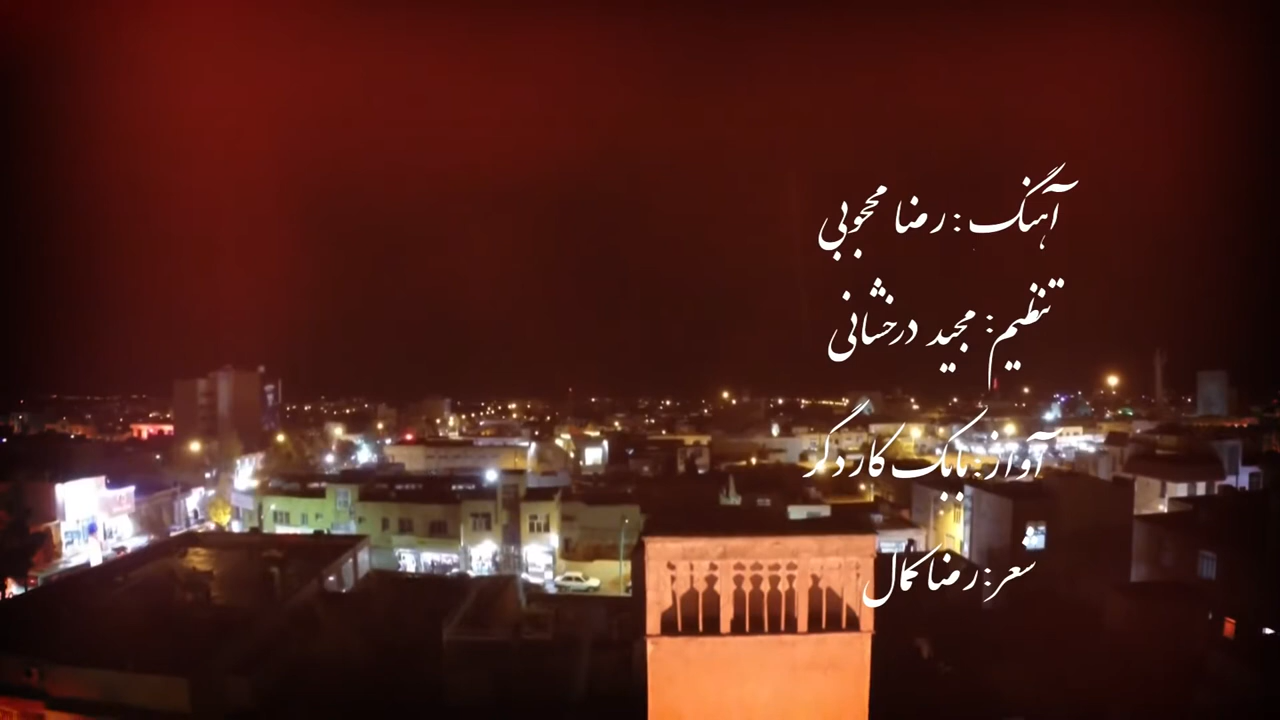 آهنگ : رضا محجوبی
تنظیم : مجید درخشانی
آواز : بابک کاردگر
شعر : رضا کمال